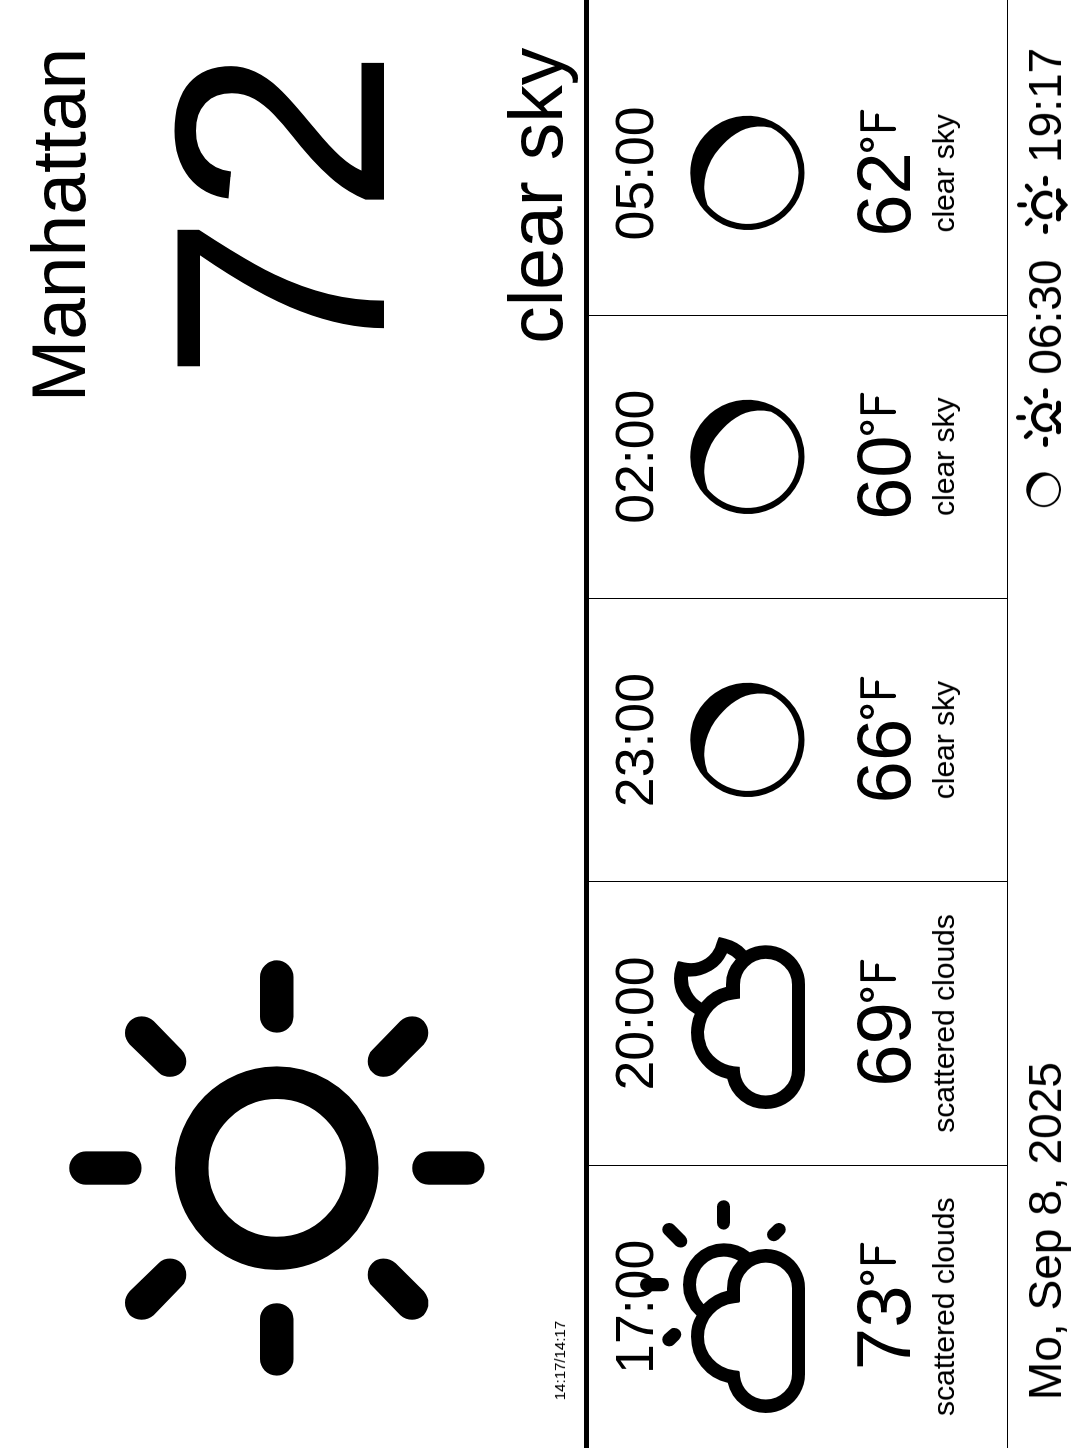 Manhattan
72
clear sky
14:17/14:17
17:00
73°F
scattered clouds
20:00
69°F
scattered clouds
23:00
66°F
clear sky
02:00
60°F
clear sky
05:00
62°F
clear sky
Mo, Sep 8, 2025
06:30
19:17